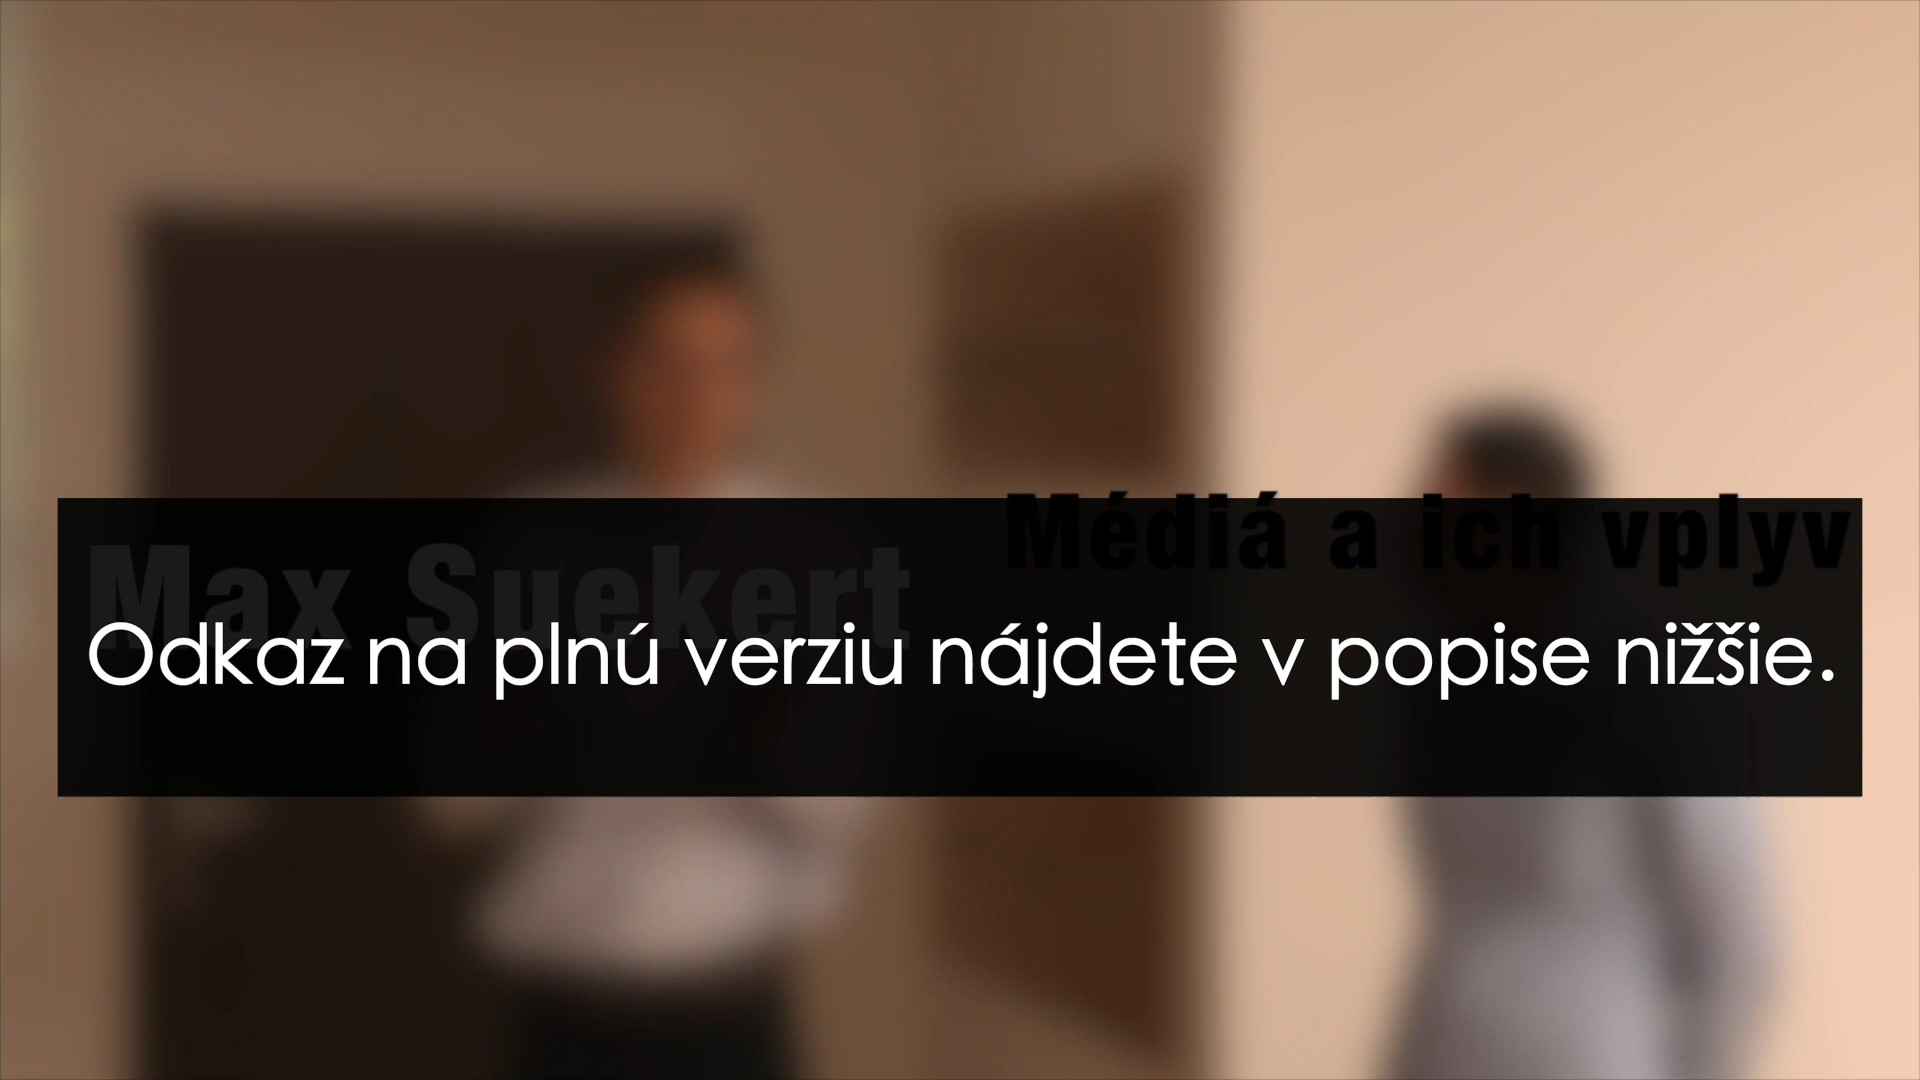 Médiá a ich vplyv
Max Suekert
Odkaz na plnú verziu nájdete v popise nižšie.